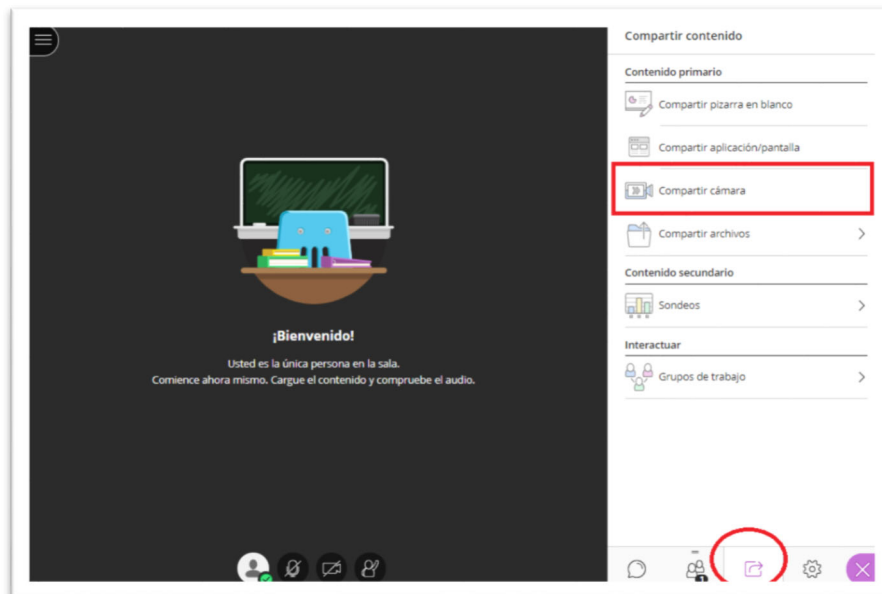 Compartir contenido
Contenido primario
Compartir pizarra en blanco
Compartir aplicación/pantalla
Compartir cámara
Compartir archivos
Contenido secundario
Sondeos
Interactuar
Grupos de trabajo
¡Bienvenido!
Usted es la única persona en la sala.
Comience ahora mismo. Cargue el contenido y compruebe el audio.
1